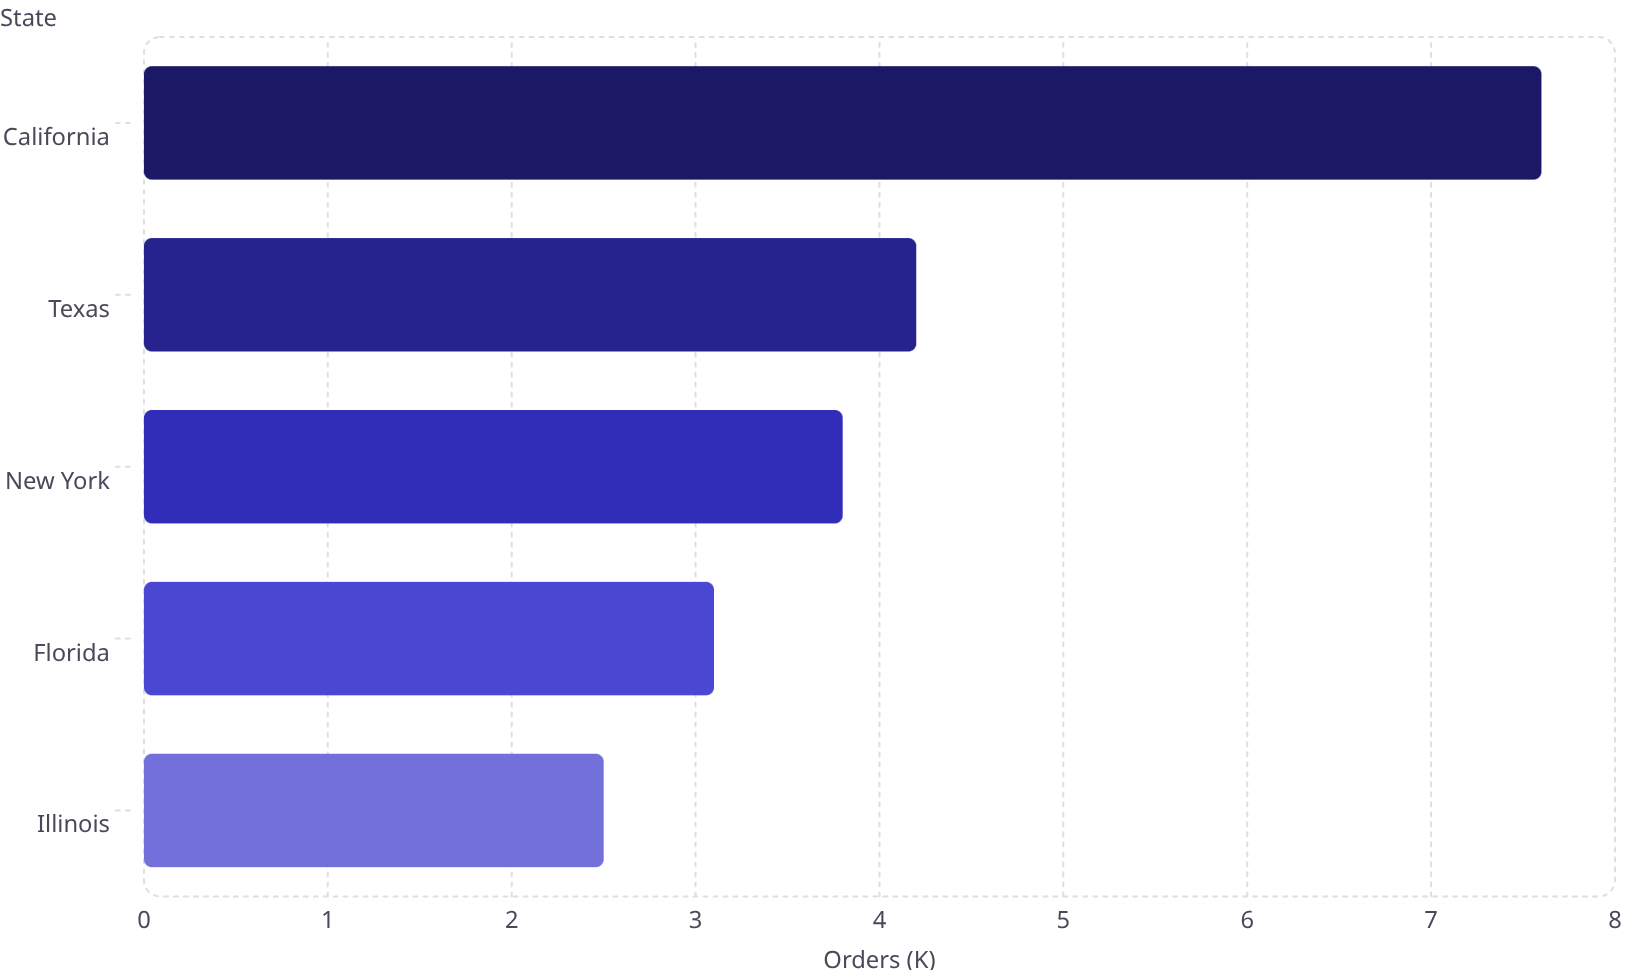 State
California
Texas
New York
Florida
Illinois
0 1 2 3 4 5 6 7 8
Orders (K)